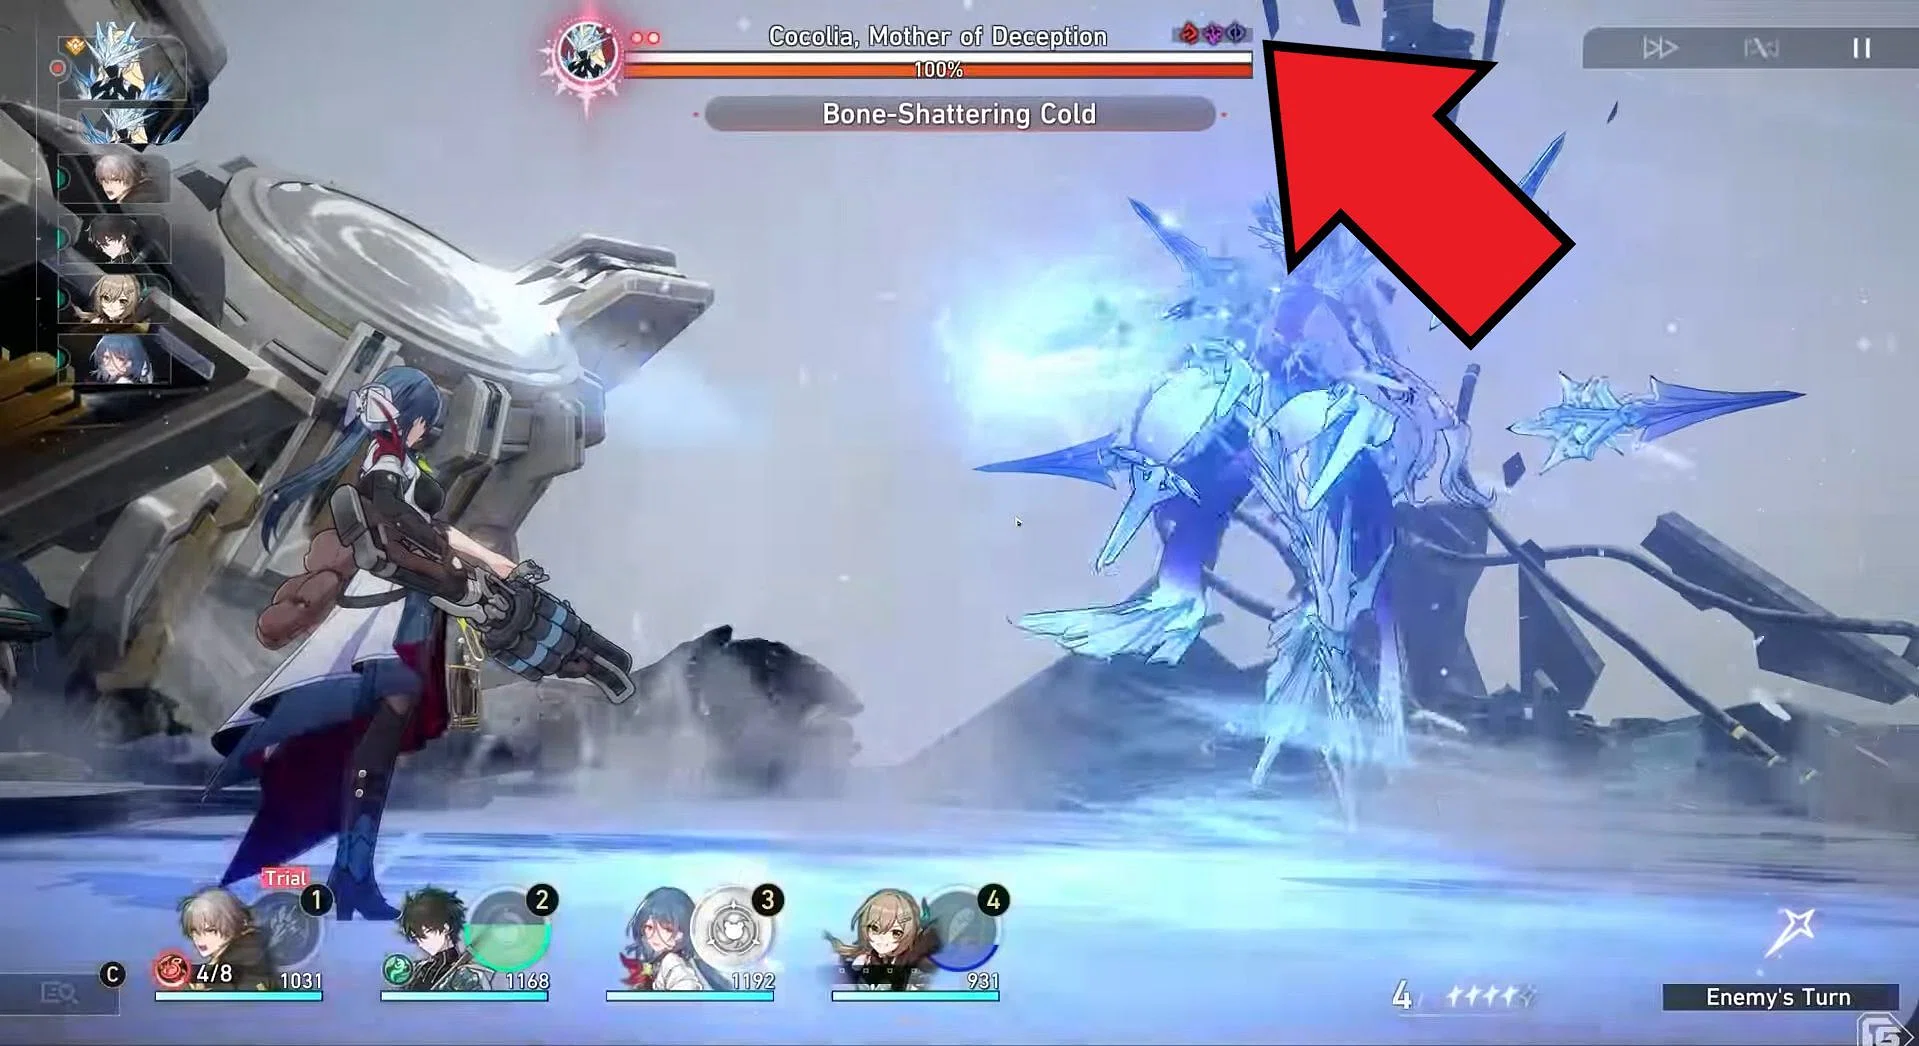 Cocolia, Mother of Deception
100%
Bone-Shattering Cold
Trial
1
2
3
4
C
4/8
1031
1168
1192
931
4
Enemy's Turn